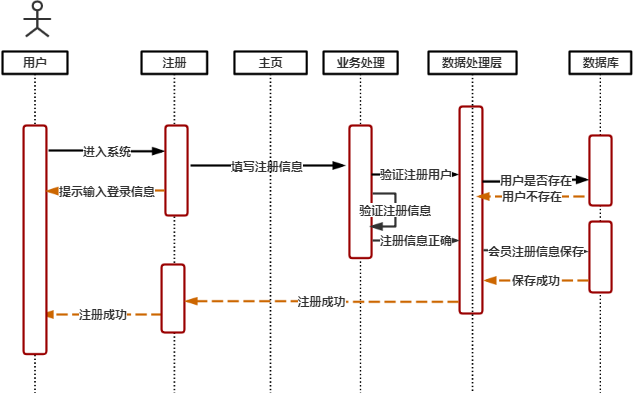 用户
注册
主页
业务处理
数据处理层
数据库
进入系统
填写注册信息
验证注册用户
用户是否存在
提示输入登录信息
用户不存在
验证注册信息
注册信息正确
会员注册信息保存
保存成功
注册成功
注册成功